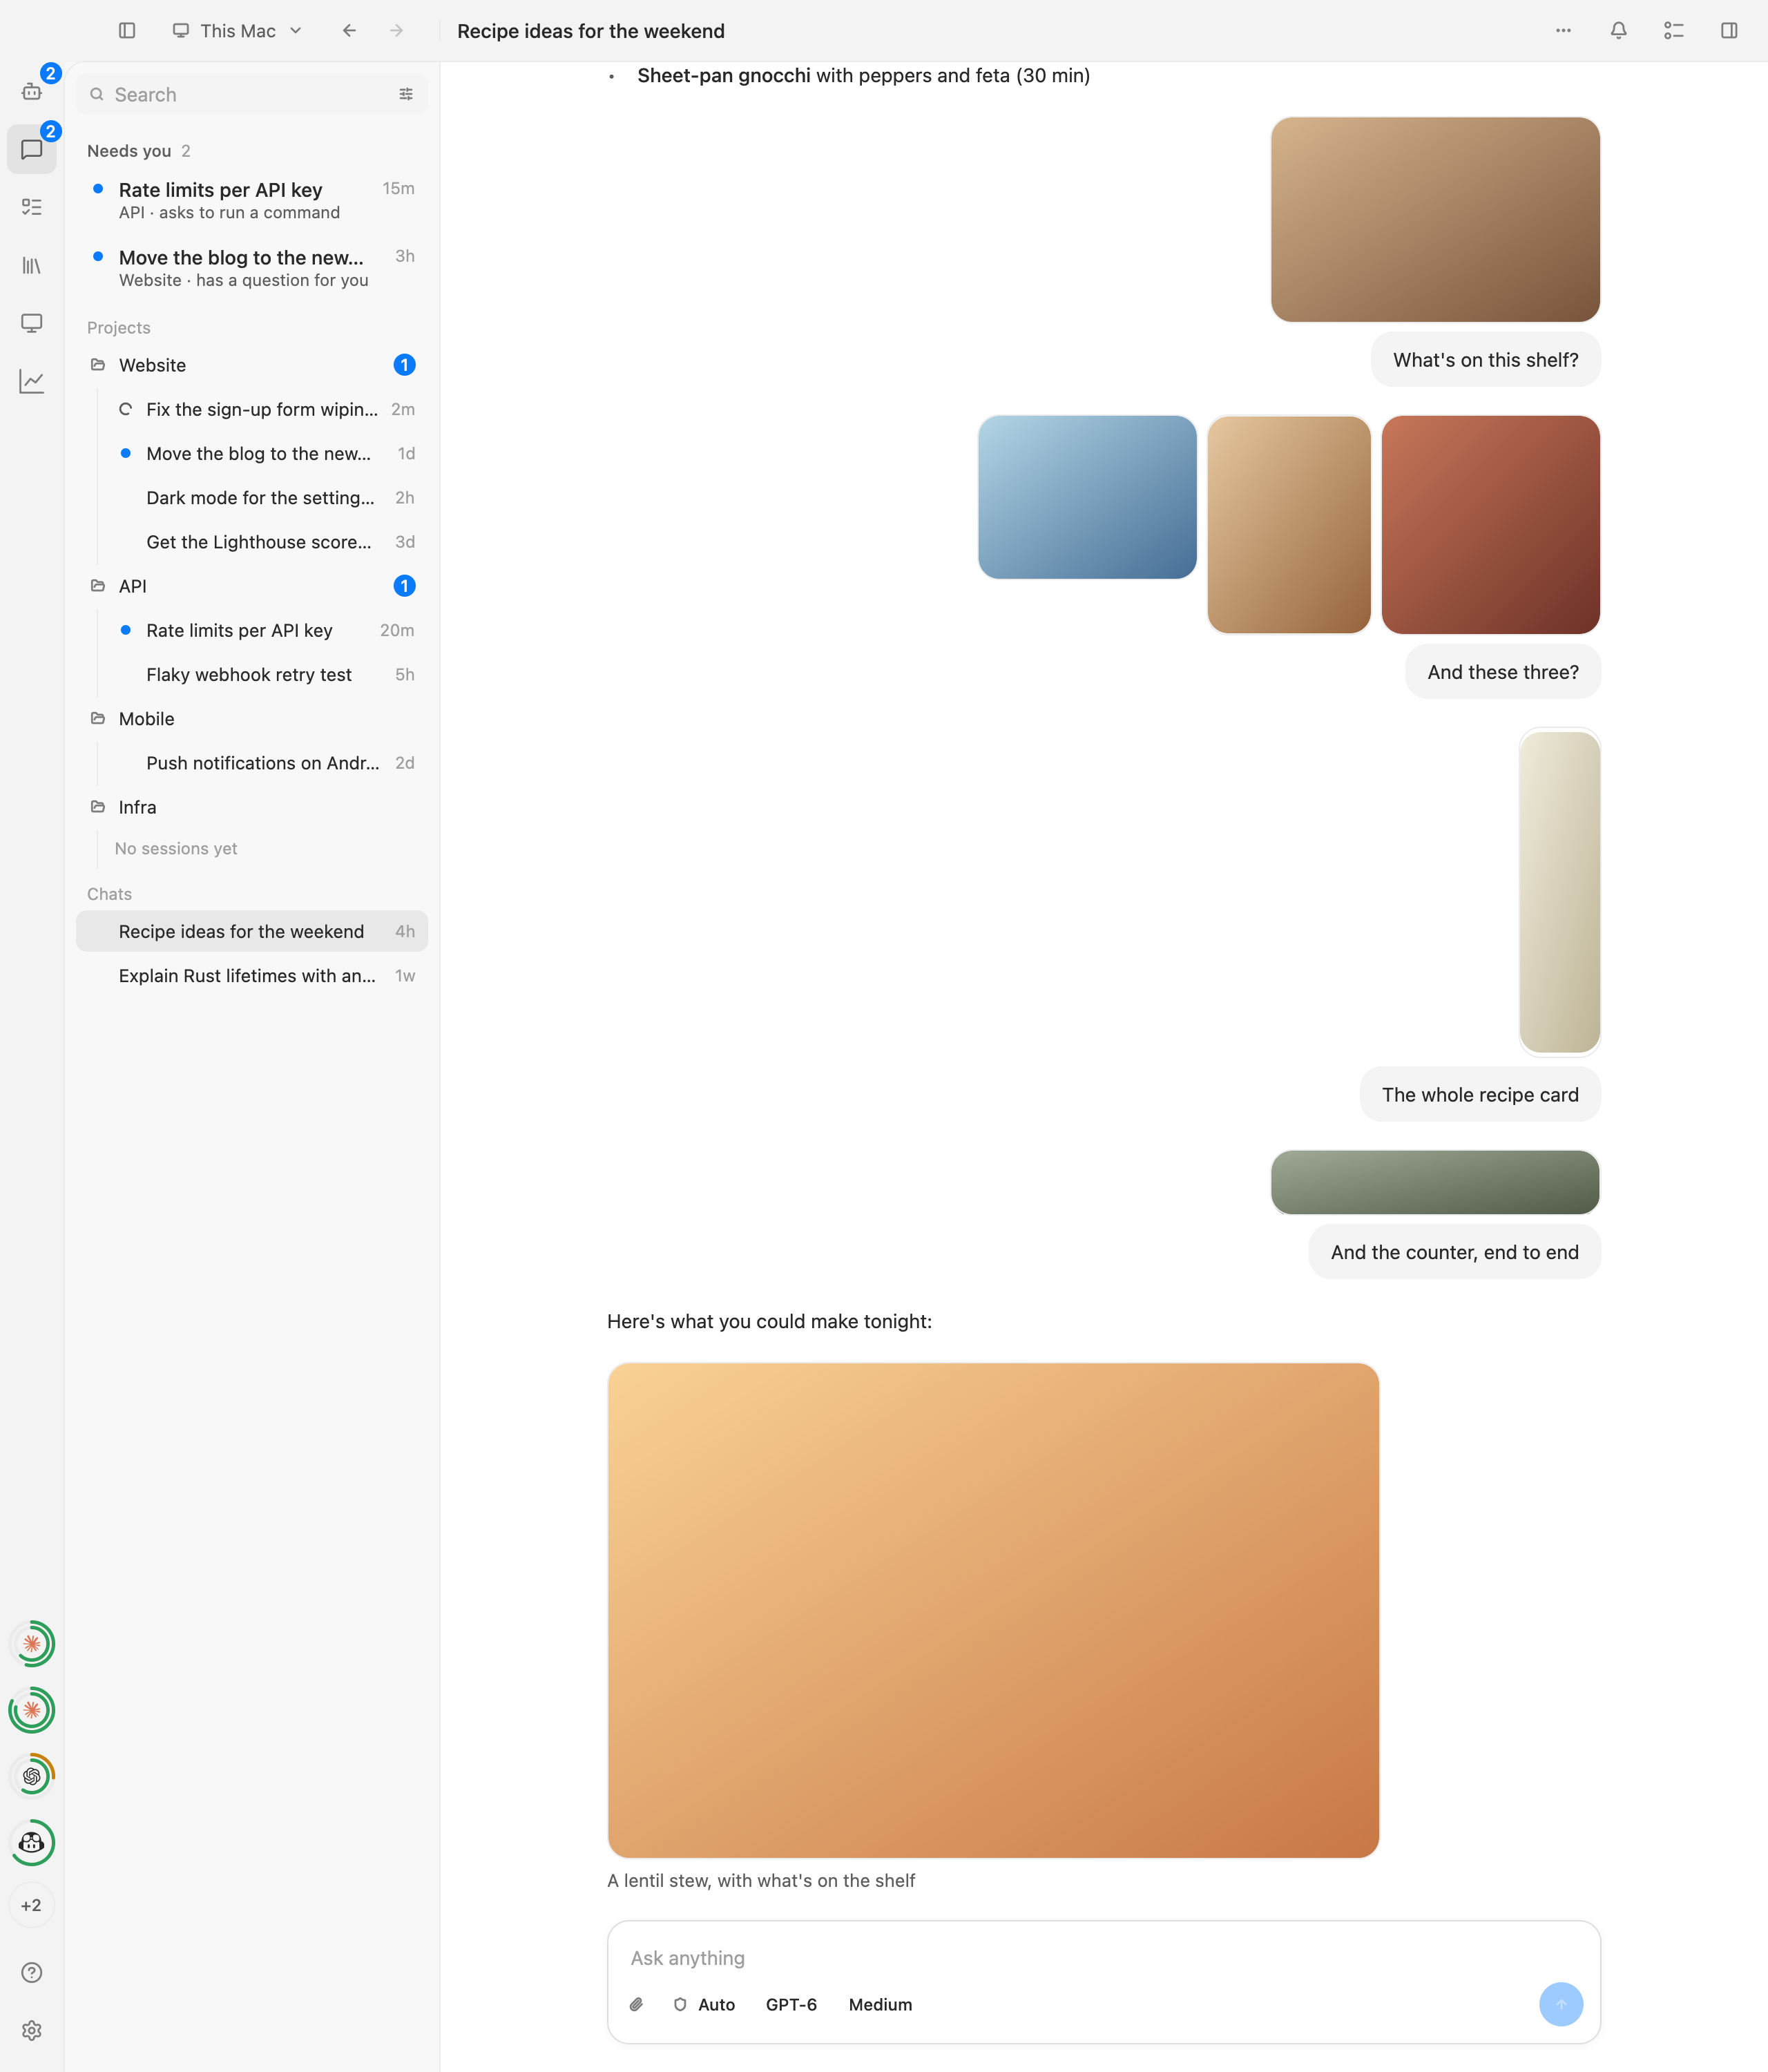 This Mac
Recipe ideas for the weekend
2
2
Search
Needs you 2
Rate limits per API key 15m
API · asks to run a command
Move the blog to the new... 3h
Website · has a question for you
Projects
Website 1
Fix the sign-up form wipin... 2m
Move the blog to the new... 1d
Dark mode for the setting... 2h
Get the Lighthouse score... 3d
API 1
Rate limits per API key 20m
Flaky webhook retry test 5h
Mobile
Push notifications on Andr... 2d
Infra
No sessions yet
Chats
Recipe ideas for the weekend 4h
Explain Rust lifetimes with an... 1w
+2
• Sheet-pan gnocchi with peppers and feta (30 min)
What's on this shelf?
And these three?
The whole recipe card
And the counter, end to end
Here's what you could make tonight:
A lentil stew, with what's on the shelf
Ask anything
Auto GPT-6 Medium